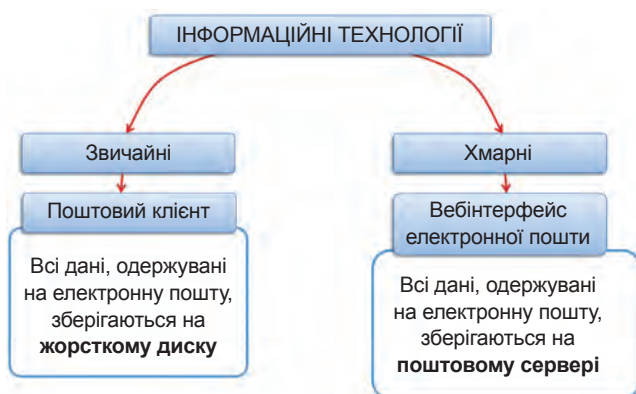 ІНФОРМАЦІЙНІ ТЕХНОЛОГІЇ
Звичайні
Поштовий клієнт
Всі дані, одержувані
на електронну пошту,
зберігаються на
жорсткому диску
Хмарні
Вебінтерфейс
електронної пошти
Всі дані, одержувані
на електронну пошту,
зберігаються на
поштовому сервері